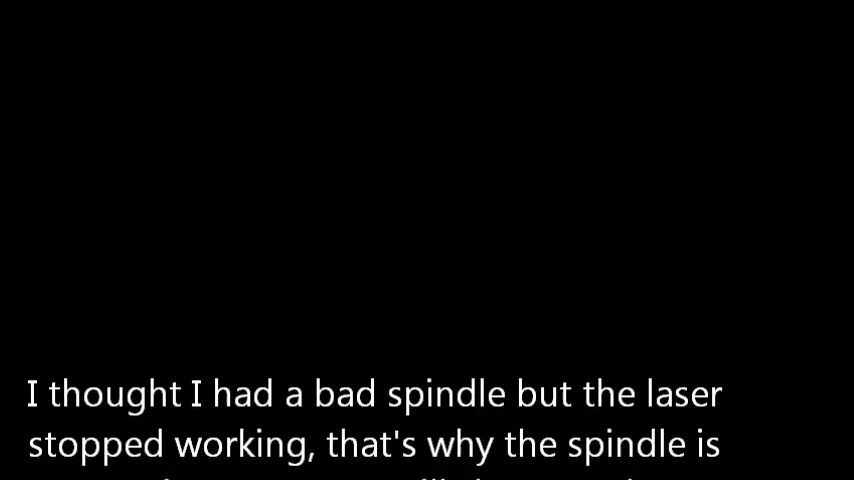 I thought I had a bad spindle but the laser
stopped working, that's why the spindle is